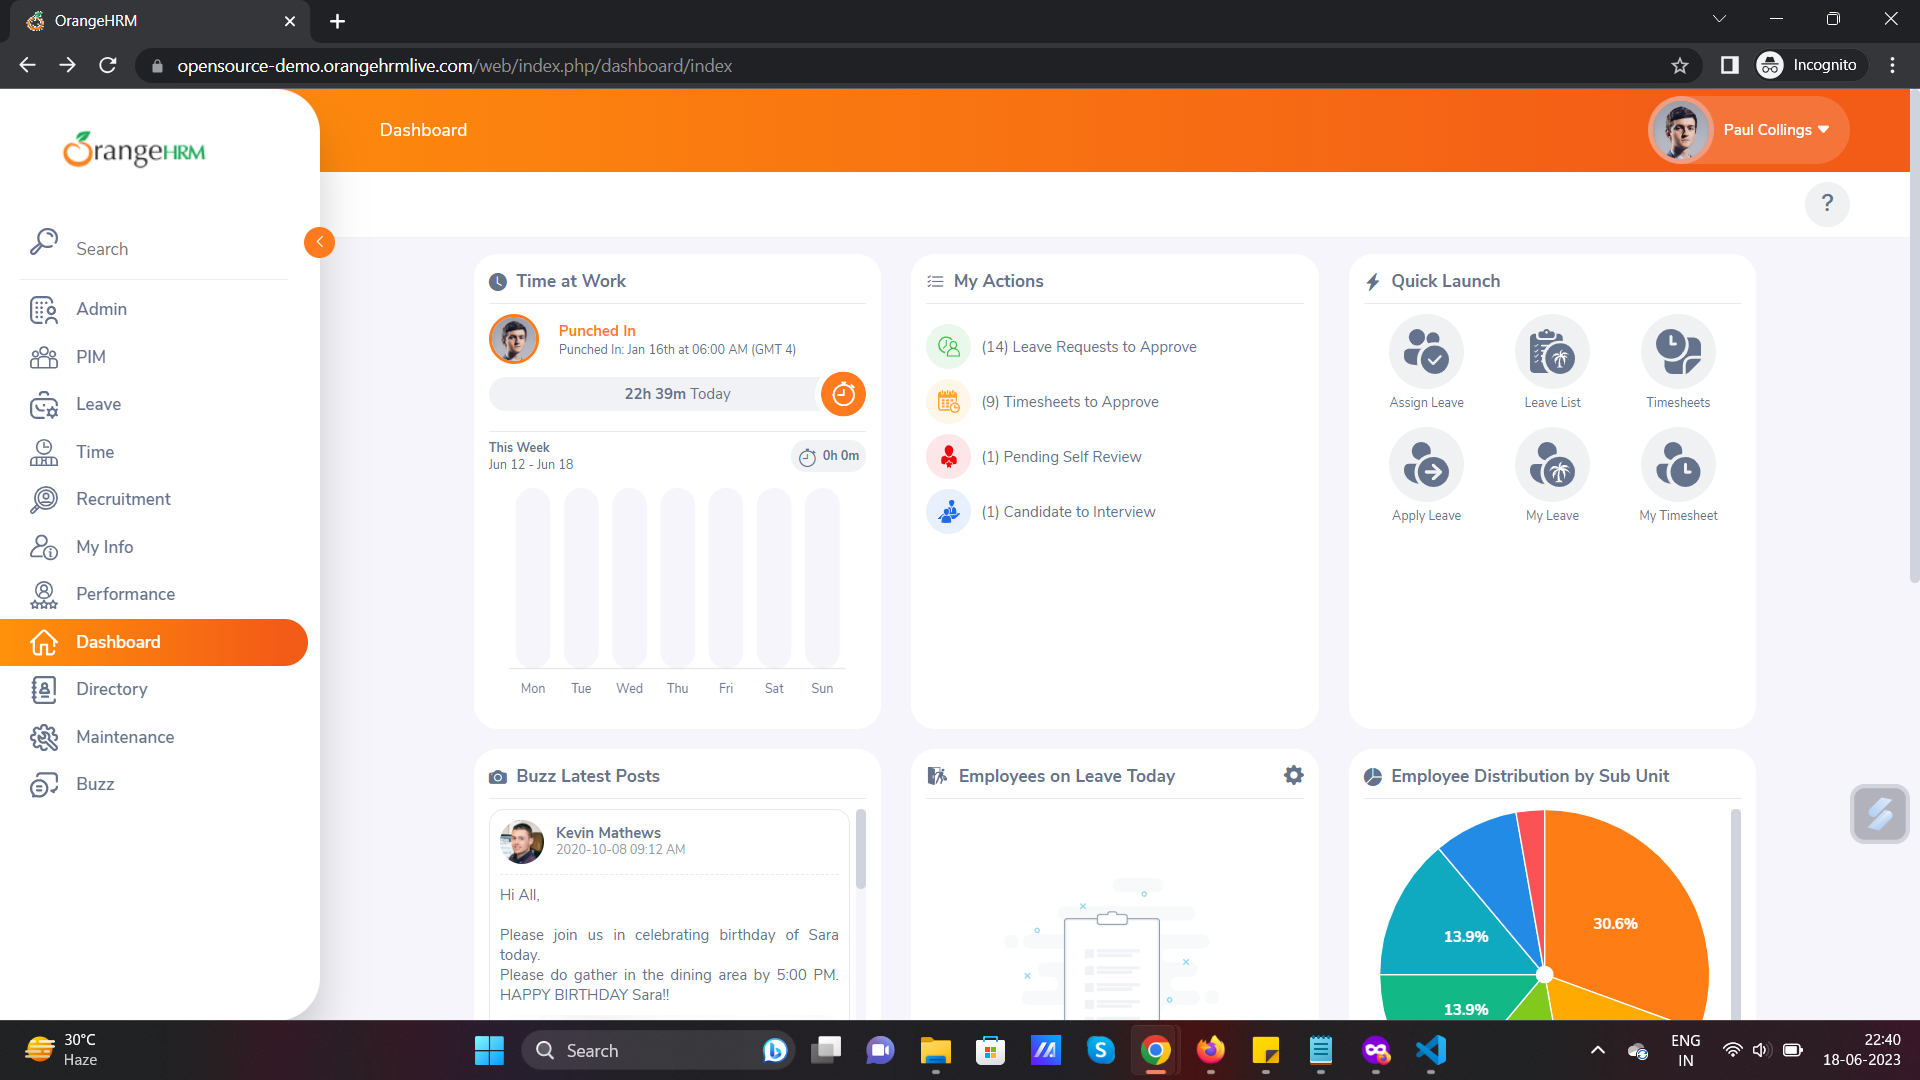 OrangeHRM
opensource-demo.orangehrmlive.com/web/index.php/dashboard/index
Incognito
OrangeHRM
Dashboard
Paul Collings
?
Search
Admin
PIM
Leave
Time
Recruitment
My Info
Performance
Dashboard
Directory
Maintenance
Buzz
Time at Work
Punched In
Punched In: Jan 16th at 06:00 AM (GMT 4)
22h 39m Today
This Week
Jun 12 - Jun 18
0h 0m
Mon Tue Wed Thu Fri Sat Sun
My Actions
(14) Leave Requests to Approve
(9) Timesheets to Approve
(1) Pending Self Review
(1) Candidate to Interview
Quick Launch
Assign Leave Leave List Timesheets
Apply Leave My Leave My Timesheet
Buzz Latest Posts
Kevin Mathews
2020-10-08 09:12 AM
Hi All,
Please join us in celebrating birthday of Sara
today.
Please do gather in the dining area by 5:00 PM.
HAPPY BIRTHDAY Sara!!
Employees on Leave Today
Employee Distribution by Sub Unit
30.6%
13.9%
13.9%
30°C
Haze
Search
ENG
IN
22:40
18-06-2023